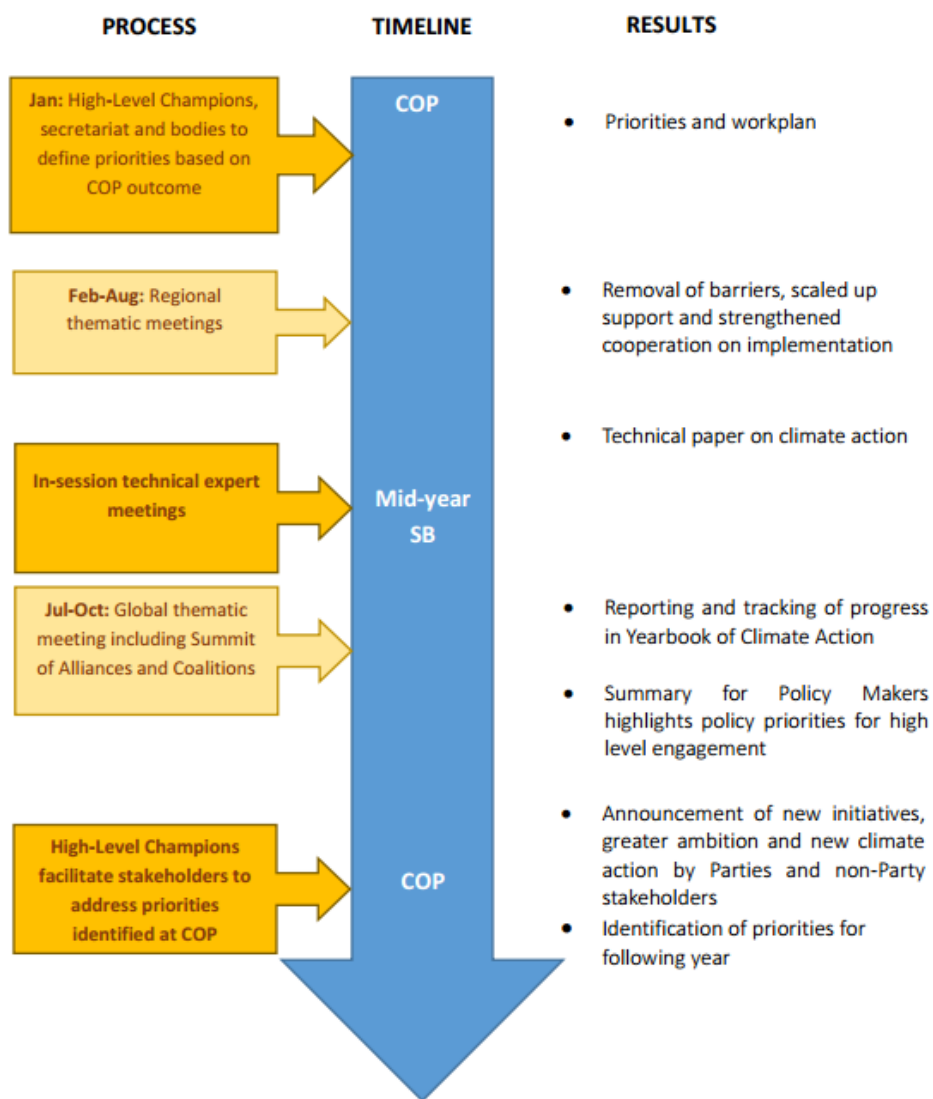 PROCESS
TIMELINE
RESULTS
Jan: High-Level Champions,
secretariat and bodies to
define priorities based on
COP outcome
COP
• Priorities and workplan
Feb-Aug: Regional
thematic meetings
• Removal of barriers, scaled up
support and strengthened
cooperation on implementation
In-session technical expert
meetings
Mid-year
SB
• Technical paper on climate action
Jul-Oct: Global thematic
meeting including Summit
of Alliances and Coalitions
• Reporting and tracking of progress
in Yearbook of Climate Action
• Summary for Policy Makers
highlights policy priorities for high
level engagement
High-Level Champions
facilitate stakeholders to
address priorities
identified at COP
COP
• Announcement of new initiatives,
greater ambition and new climate
action by Parties and non-Party
stakeholders
• Identification of priorities for
following year